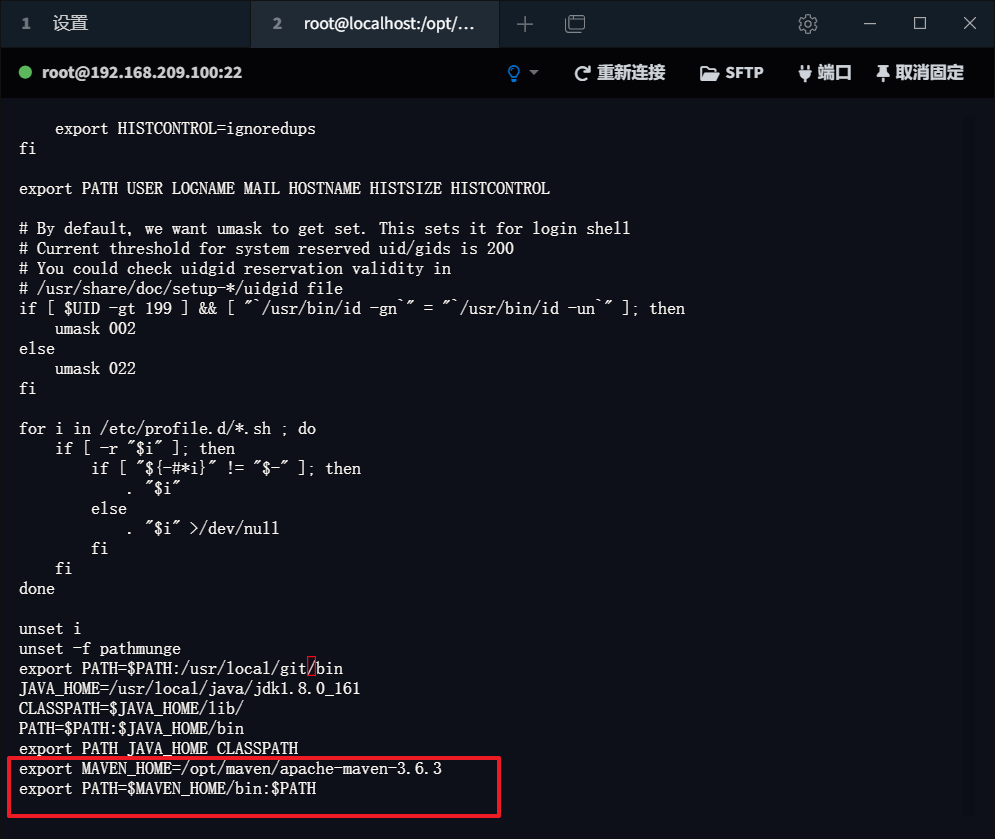 1 设置 2 root@localhost:/opt/...
root@192.168.209.100:22 重新连接 SFTP 端口 取消固定
    export HISTCONTROL=ignoredups
fi
export PATH USER LOGNAME MAIL HOSTNAME HISTSIZE HISTCONTROL
# By default, we want umask to get set. This sets it for login shell
# Current threshold for system reserved uid/gids is 200
# You could check uidgid reservation validity in
# /usr/share/doc/setup-*/uidgid file
if [ $UID -gt 199 ] && [ "`/usr/bin/id -gn`" = "`/usr/bin/id -un`" ]; then
    umask 002
else
    umask 022
fi
for i in /etc/profile.d/*.sh ; do
    if [ -r "$i" ]; then
        if [ "${-#*i}" != "$-" ]; then
            . "$i"
        else
            . "$i" >/dev/null
        fi
    fi
done
unset i
unset -f pathmunge
export PATH=$PATH:/usr/local/git/bin
JAVA_HOME=/usr/local/java/jdk1.8.0_161
CLASSPATH=$JAVA_HOME/lib/
PATH=$PATH:$JAVA_HOME/bin
export PATH JAVA_HOME CLASSPATH
export MAVEN_HOME=/opt/maven/apache-maven-3.6.3
export PATH=$MAVEN_HOME/bin:$PATH